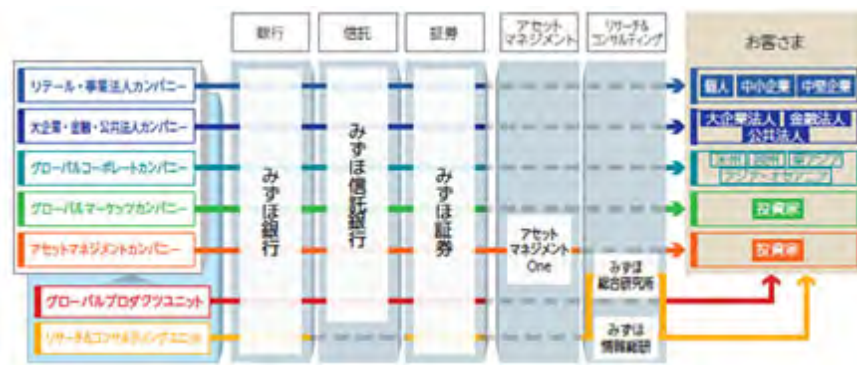 銀行
信託
証券
アセット
マネジメント
リサーチ&
コンサルティング
お客さま
リテール・事業法人カンパニー
個人 中小企業 中堅企業
大企業・金融・公共法人カンパニー
大企業法人 金融法人
公共法人
グローバルコーポレートカンパニー
米州 欧州 東アジア
アジア・オセアニア
グローバルマーケッツカンパニー
投資家
アセットマネジメントカンパニー
投資家
みずほ銀行
みずほ信託銀行
みずほ証券
アセット
マネジメント
One
みずほ
総合研究所
みずほ
情報総研
グローバルプロダクツユニット
リサーチ&コンサルティングユニット